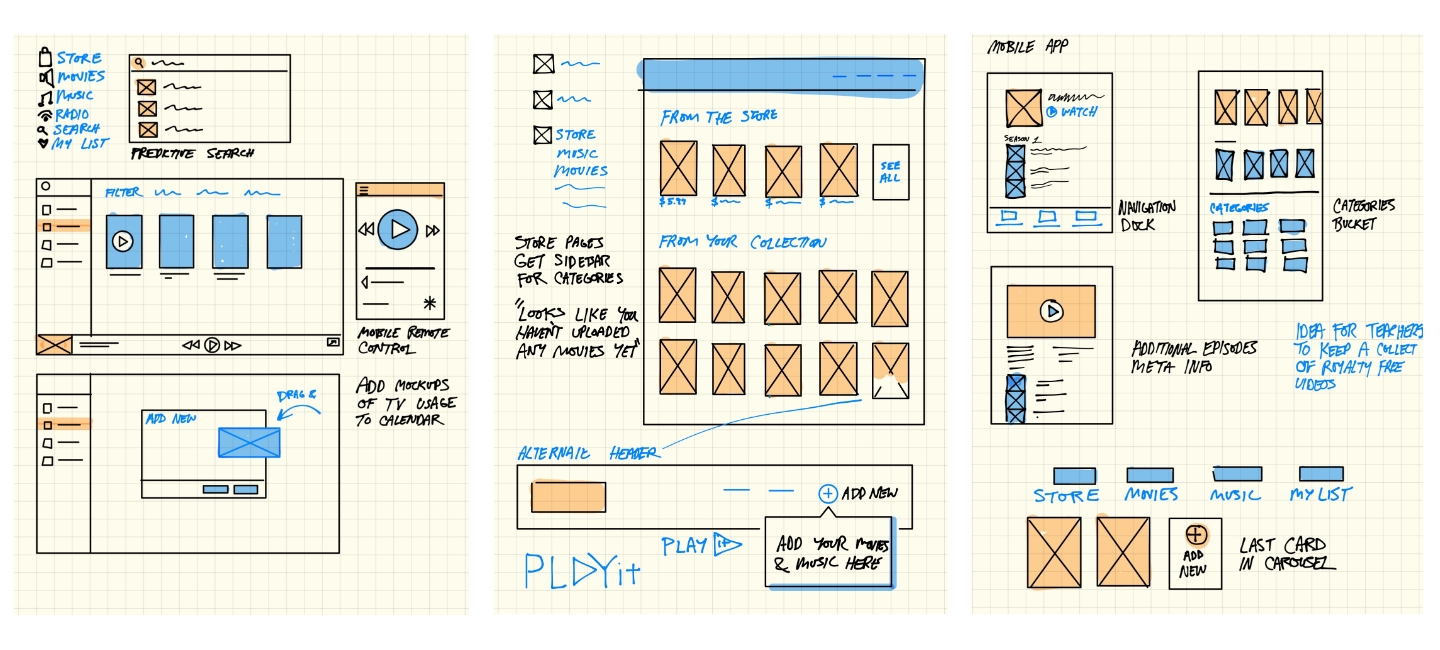 STORE
MOVIES
MUSIC
RADIO
SEARCH
MY LIST
PREDICTIVE SEARCH
FILTER
MOBILE REMOTE
CONTROL
ADD NEW
DRAG &
ADD MOCKUPS
OF TV USAGE
TO CALENDAR
STORE
MUSIC
MOVIES
STORE PAGES
GET SIDEBAR
FOR CATEGORIES
"LOOKS LIKE YOU
HAVEN'T UPLOADED
ANY MOVIES YET"
FROM THE STORE
$5.99
$
$
$
SEE
ALL
FROM YOUR COLLECTION
ALTERNATE HEADER
ADD NEW
ADD YOUR MOVIES
& MUSIC HERE
PLAY it
PLAYit
MOBILE APP
WATCH
SEASON 1
NAVIGATION
DOCK
CATEGORIES
CATEGORIES
BUCKET
ADDITIONAL EPISODES
META INFO
IDEA FOR TEACHERS
TO KEEP A COLLECT
OF ROYALTY FREE
VIDEOS
STORE
MOVIES
MUSIC
MY LIST
ADD
NEW
LAST CARD
IN CAROUSEL